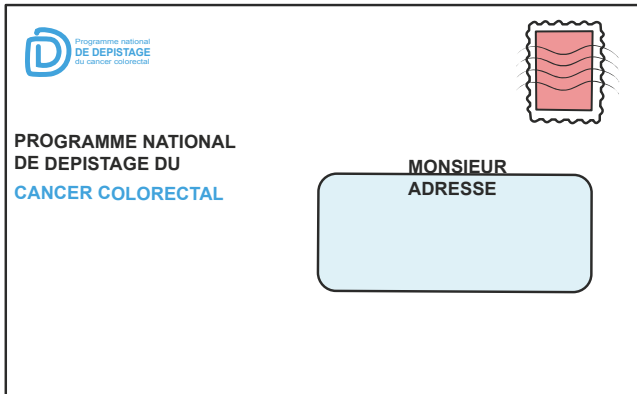 Programme national
DE DEPISTAGE
du cancer colorectal
PROGRAMME NATIONAL
DE DEPISTAGE DU
CANCER COLORECTAL
MONSIEUR
ADRESSE